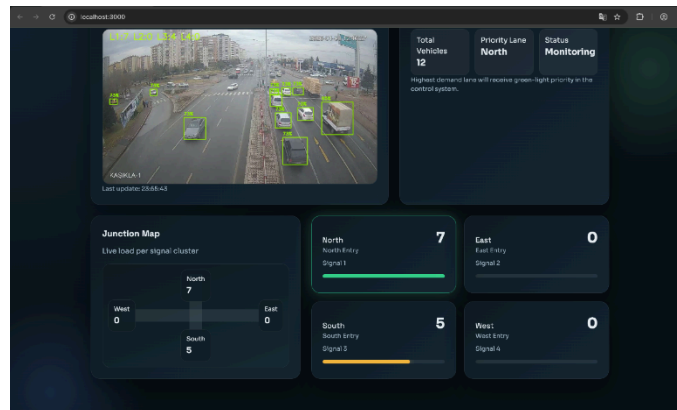 localhost:3000
Total Vehicles
12
Priority Lane
North
Status
Monitoring
Highest demand lane will receive green-light priority in the
control system.
KASIKLA-1
Last update: 23:55:43
Junction Map
Live load per signal cluster
North
7
West
0
East
0
South
5
North
7
North Entry
Signal 1
East
0
East Entry
Signal 2
South
5
South Entry
Signal 3
West
0
West Entry
Signal 4